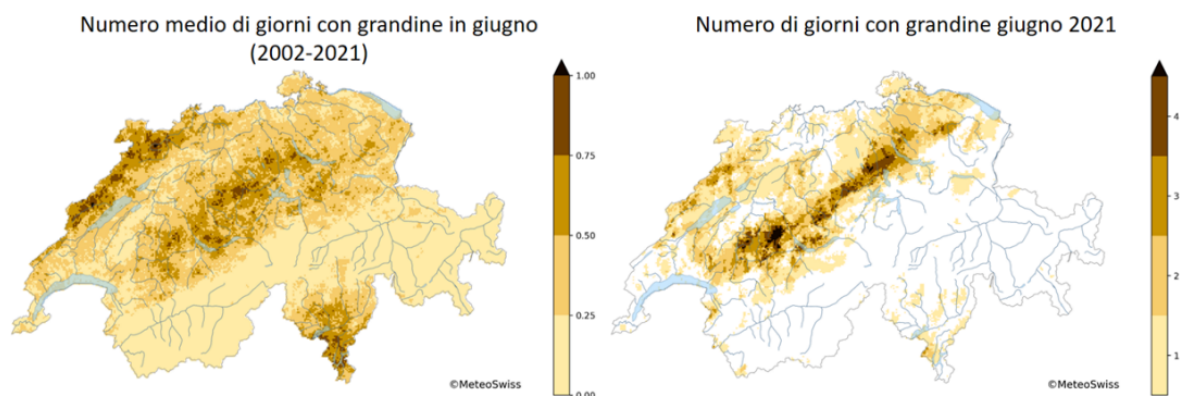 Numero medio di giorni con grandine in giugno
(2002-2021)
1.00
0.75
0.50
0.25
0.00
©MeteoSwiss
Numero di giorni con grandine giugno 2021
4
3
2
1
©MeteoSwiss